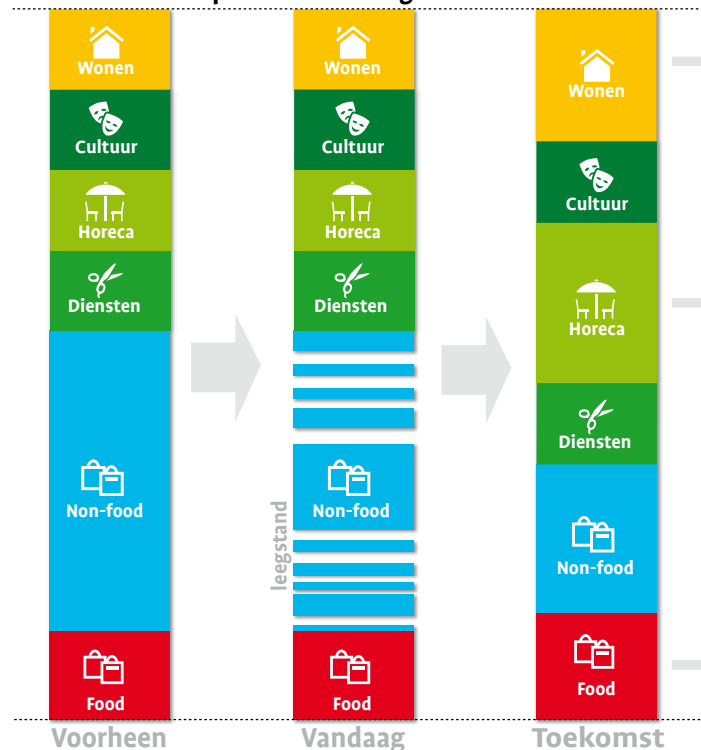 Wonen
Cultuur
Horeca
Diensten
Non-food
Food
Voorheen
Wonen
Cultuur
Horeca
Diensten
leegstand
Non-food
Food
Vandaag
Wonen
Cultuur
Horeca
Diensten
Non-food
Food
Toekomst